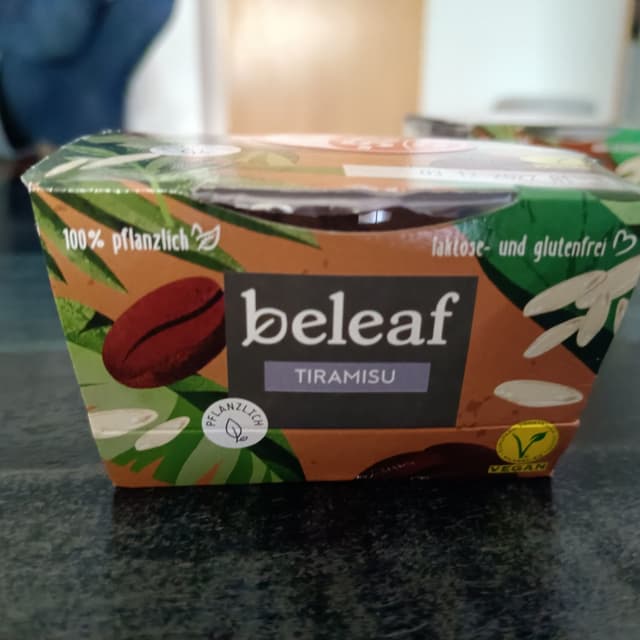 100% pflanzlich
laktose- und glutenfrei
beleaf
TIRAMISU
PFLANZLICH
V
VEGAN